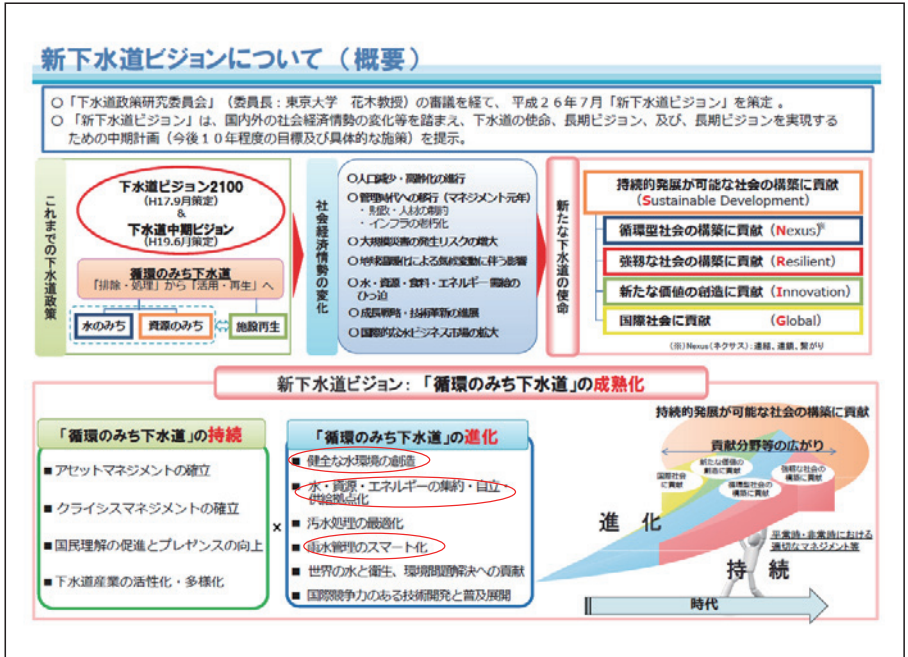 新下水道ビジョンについて（概要）
○「下水道政策研究委員会」（委員長：東京大学　花木教授）の審議を経て、平成２６年７月「新下水道ビジョン」を策定。
○「新下水道ビジョン」は、国内外の社会経済情勢の変化等を踏まえ、下水道の使命、長期ビジョン、及び、長期ビジョンを実現する
ための中期計画（今後１０年程度の目標及び具体的な施策）を提示。
これまでの下水道政策
下水道ビジョン2100
(H17.9月策定)
&
下水道中期ビジョン
(H19.6月策定)
循環のみち下水道
「排除・処理」から「活用・再生」へ
水のみち
資源のみち
施設再生
社会経済情勢の変化
○人口減少・高齢化の進行
○管理時代への移行（マネジメント元年）
・財政・人材の制約
・インフラの老朽化
○大規模災害の発生リスクの増大
○地球温暖化による気候変動に伴う影響
○水・資源・食料・エネルギー需給の
ひっ迫
○成長戦略・技術革新の進展
○国際的な水ビジネス市場の拡大
新たな下水道の使命
持続的発展が可能な社会の構築に貢献
（Sustainable Development）
循環型社会の構築に貢献（Nexus）※
強靱な社会の構築に貢献（Resilient）
新たな価値の創造に貢献（Innovation）
国際社会に貢献　（Global）
(※)Nexus(ネクサス)：連結、連鎖、繋がり
新下水道ビジョン：「循環のみち下水道」の成熟化
「循環のみち下水道」の持続
■ アセットマネジメントの確立
■ クライシスマネジメントの確立
■ 国民理解の促進とプレゼンスの向上
■ 下水道産業の活性化・多様化
×
「循環のみち下水道」の進化
■ 健全な水環境の創造
■ 水・資源・エネルギーの集約・自立・
供給拠点化
■ 汚水処理の最適化
■ 雨水管理のスマート化
■ 世界の水と衛生、環境問題解決への貢献
■ 国際競争力のある技術開発と普及展開
持続的発展が可能な社会の構築に貢献
貢献分野等の広がり
国際社会
に貢献
新たな価値の
創造に貢献
循環型社会の
構築に貢献
強靱な社会の
構築に貢献
進 化
平常時・非常時における
適切なマネジメント等
持 続
時代